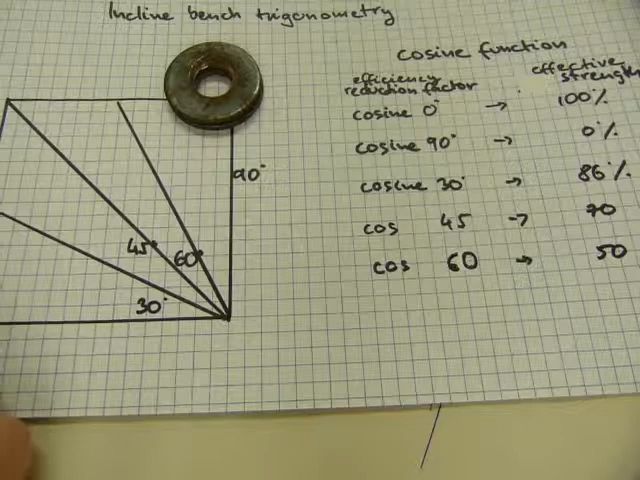 Incline bench trigonometry
cosine function
efficiency reduction factor
effective strength
cosine 0° → 100%
cosine 90° → 0%
cosine 30° → 86%
cos 45 → 70
cos 60 → 50
90°
45°
60°
30°